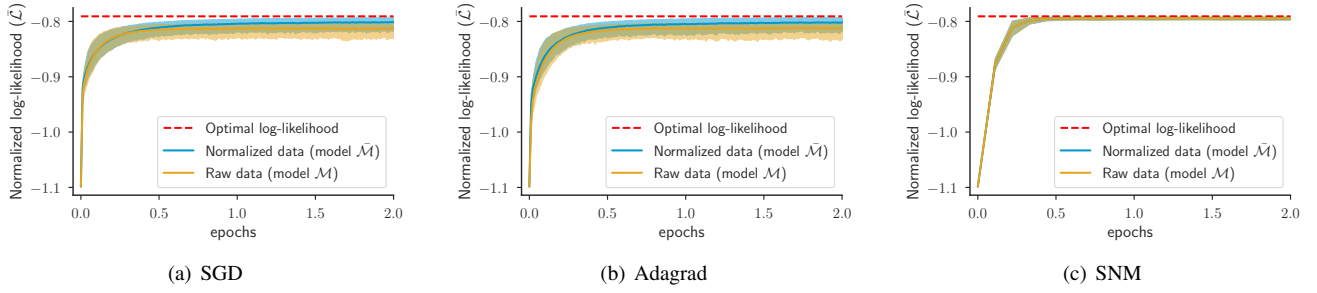 Normalized log-likelihood (ℒ̄)
−0.8
−0.9
−1.0
−1.1
Optimal log-likelihood
Normalized data (model ℳ̄)
Raw data (model ℳ)
0.0 0.5 1.0 1.5 2.0
epochs
(a) SGD
Normalized log-likelihood (ℒ̄)
−0.8
−0.9
−1.0
−1.1
Optimal log-likelihood
Normalized data (model ℳ̄)
Raw data (model ℳ)
0.0 0.5 1.0 1.5 2.0
epochs
(b) Adagrad
Normalized log-likelihood (ℒ̄)
−0.8
−0.9
−1.0
−1.1
Optimal log-likelihood
Normalized data (model ℳ̄)
Raw data (model ℳ)
0.0 0.5 1.0 1.5 2.0
epochs
(c) SNM